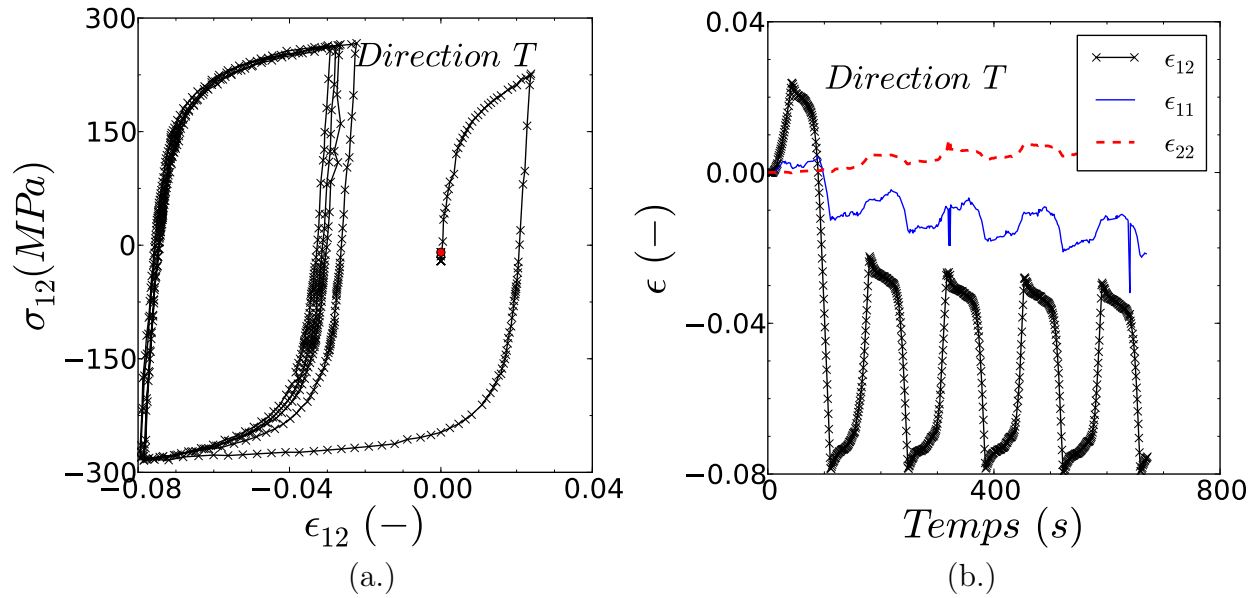 300
150
0
−150
−300
σ12(MPa)
−0.08
−0.04
0.00
0.04
ϵ12 (−)
Direction T
(a.)
0.04
0.00
−0.04
−0.08
ϵ (−)
0
400
800
Temps (s)
Direction T
ϵ12
ϵ11
ϵ22
(b.)